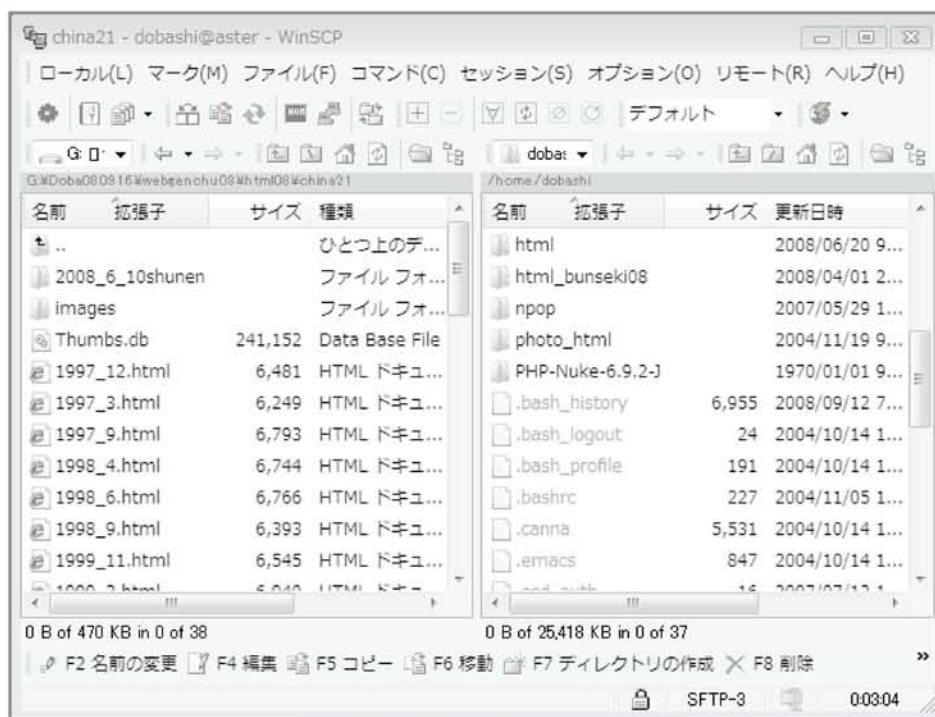 china21 - dobashi@aster - WinSCP
ローカル(L) マーク(M) ファイル(F) コマンド(C) セッション(S) オプション(O) リモート(R) ヘルプ(H)
デフォルト
G: dobas
G:¥Doba080916¥webgenchu08¥html08¥china21 /home/dobashi
名前 拡張子 サイズ 種類 名前 拡張子 サイズ 更新日時
.. ひとつ上のデ... html 2008/06/20 9...
2008_6_10shunen ファイル フォ... html_bunseki08 2008/04/01 2...
images ファイル フォ... npop 2007/05/29 1...
Thumbs.db 241,152 Data Base File photo_html 2004/11/19 9...
1997_12.html 6,481 HTML ドキュ... PHP-Nuke-6.9.2-J 1970/01/01 9...
1997_3.html 6,249 HTML ドキュ... .bash_history 6,955 2008/09/12 7...
1997_9.html 6,793 HTML ドキュ... .bash_logout 24 2004/10/14 1...
1998_4.html 6,744 HTML ドキュ... .bash_profile 191 2004/10/14 1...
1998_6.html 6,766 HTML ドキュ... .bashrc 227 2004/11/05 1...
1998_9.html 6,393 HTML ドキュ... .canna 5,531 2004/10/14 1...
1999_11.html 6,545 HTML ドキュ... .emacs 847 2004/10/14 1...
0 B of 470 KB in 0 of 38 0 B of 25,418 KB in 0 of 37
F2 名前の変更 F4 編集 F5 コピー F6 移動 F7 ディレクトリの作成 F8 削除 »
SFTP-3 0:03:04